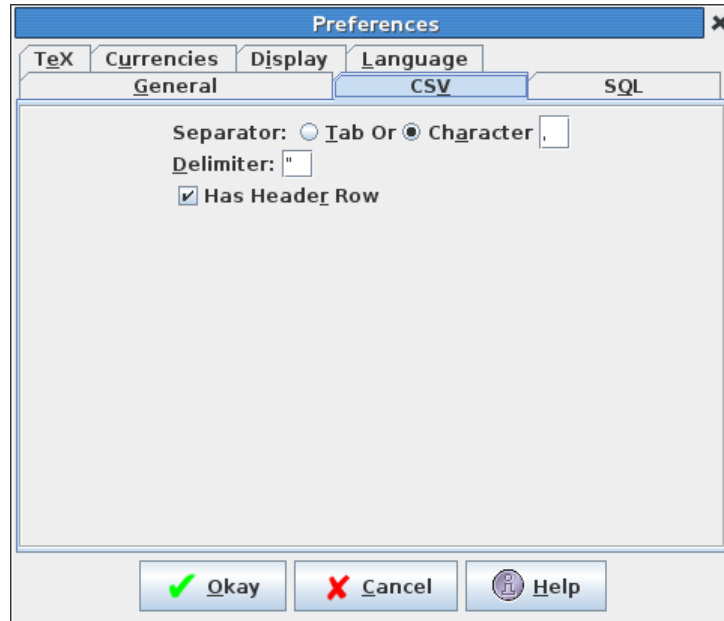 Preferences
TeX Currencies Display Language
General CSV SQL
Separator: Tab Or Character ,
Delimiter: "
Has Header Row
Okay Cancel Help